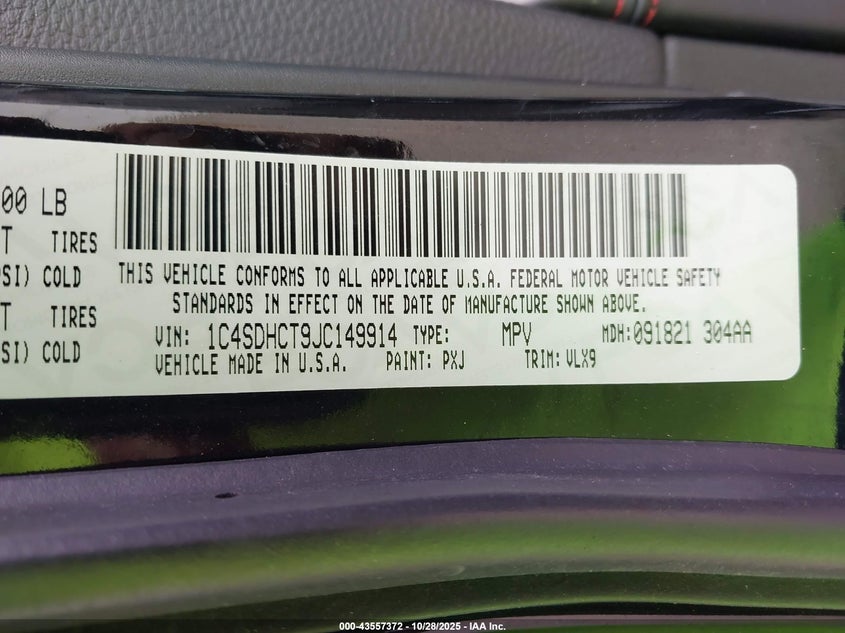 00 LB
T TIRES
SI) COLD
T TIRES
SI) COLD
THIS VEHICLE CONFORMS TO ALL APPLICABLE U.S.A. FEDERAL MOTOR VEHICLE SAFETY
STANDARDS IN EFFECT ON THE DATE OF MANUFACTURE SHOWN ABOVE.
VIN: 1C4SDHCT9JC149914 TYPE: MPV MDH:091821 304AA
VEHICLE MADE IN U.S.A. PAINT: PXJ TRIM: VLX9
000-43557372 - 10/28/2025 - IAA Inc.